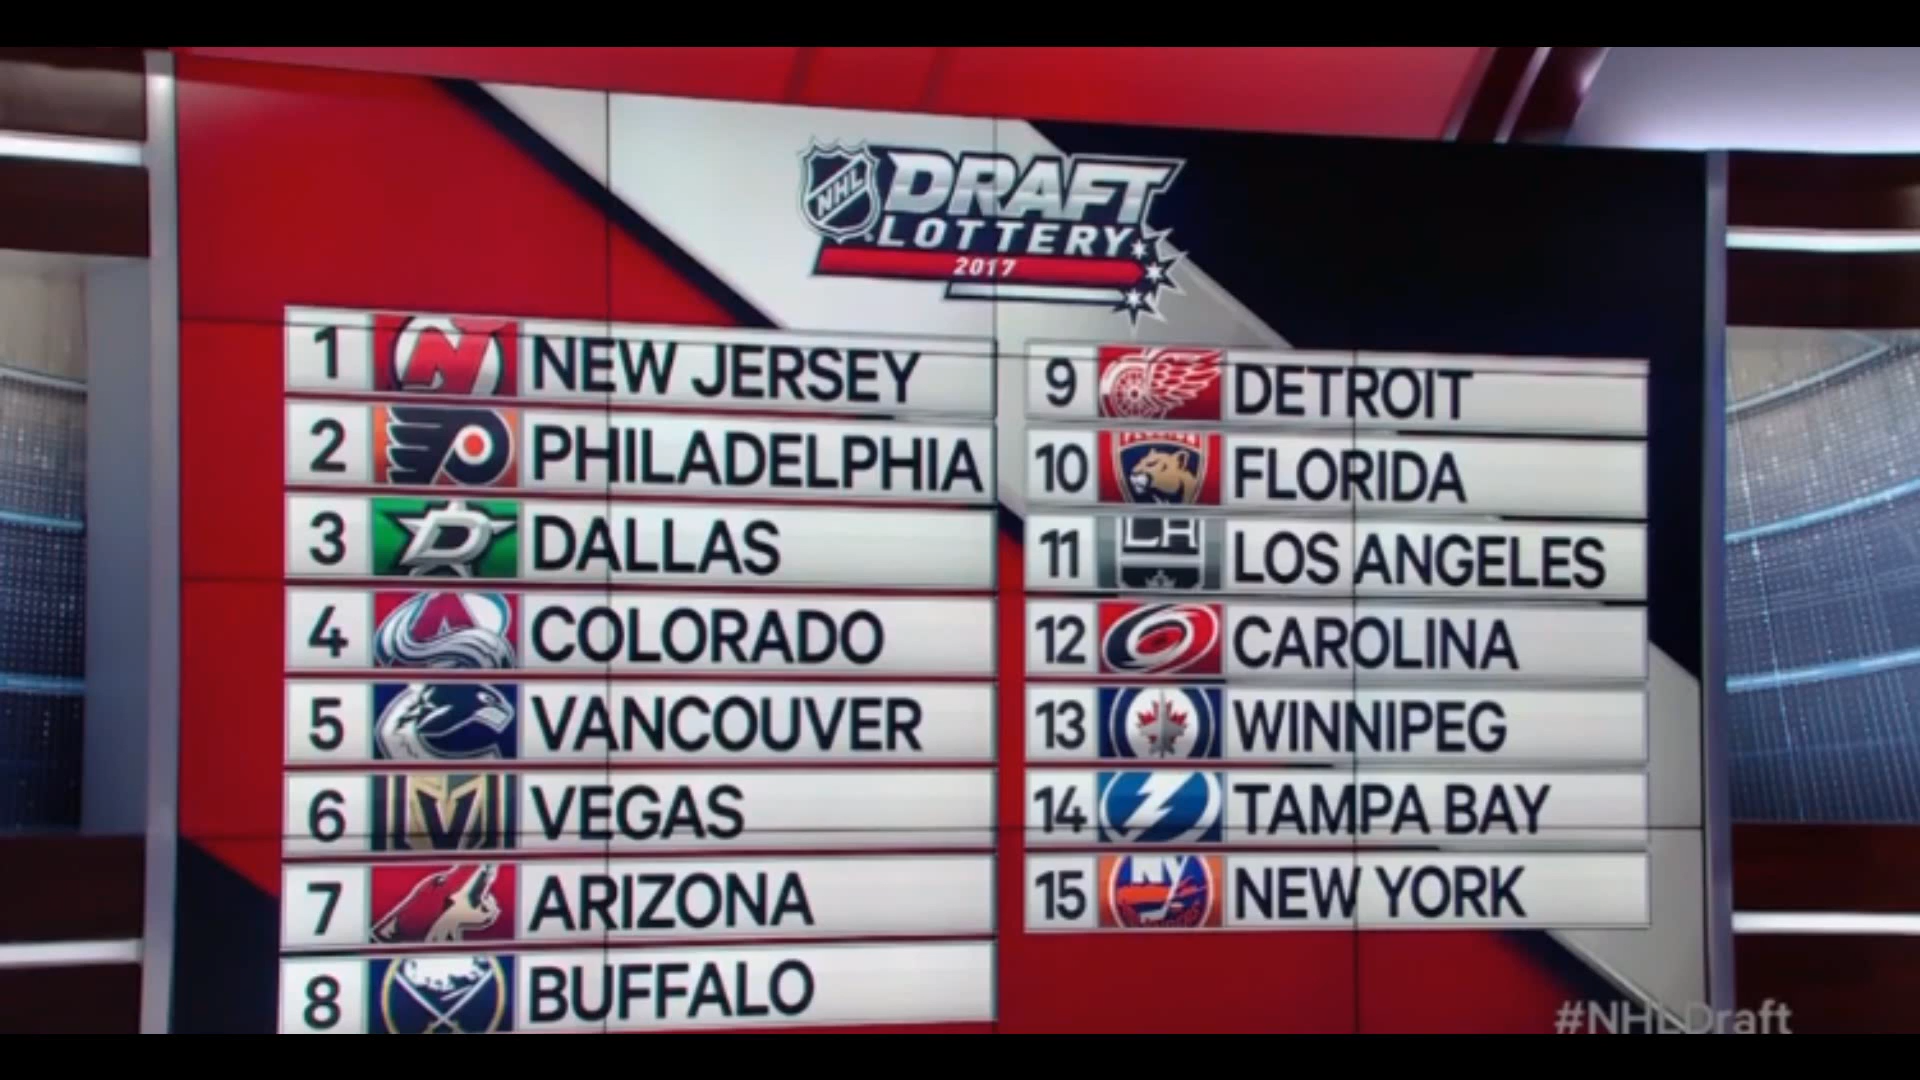 NHL
DRAFT
LOTTERY
2017
1 NEW JERSEY
2 PHILADELPHIA
3 DALLAS
4 COLORADO
5 VANCOUVER
6 VEGAS
7 ARIZONA
8 BUFFALO
9 DETROIT
10 FLORIDA
11 LA LOS ANGELES
12 CAROLINA
13 WINNIPEG
14 TAMPA BAY
15 NY NEW YORK
#NHLDraft